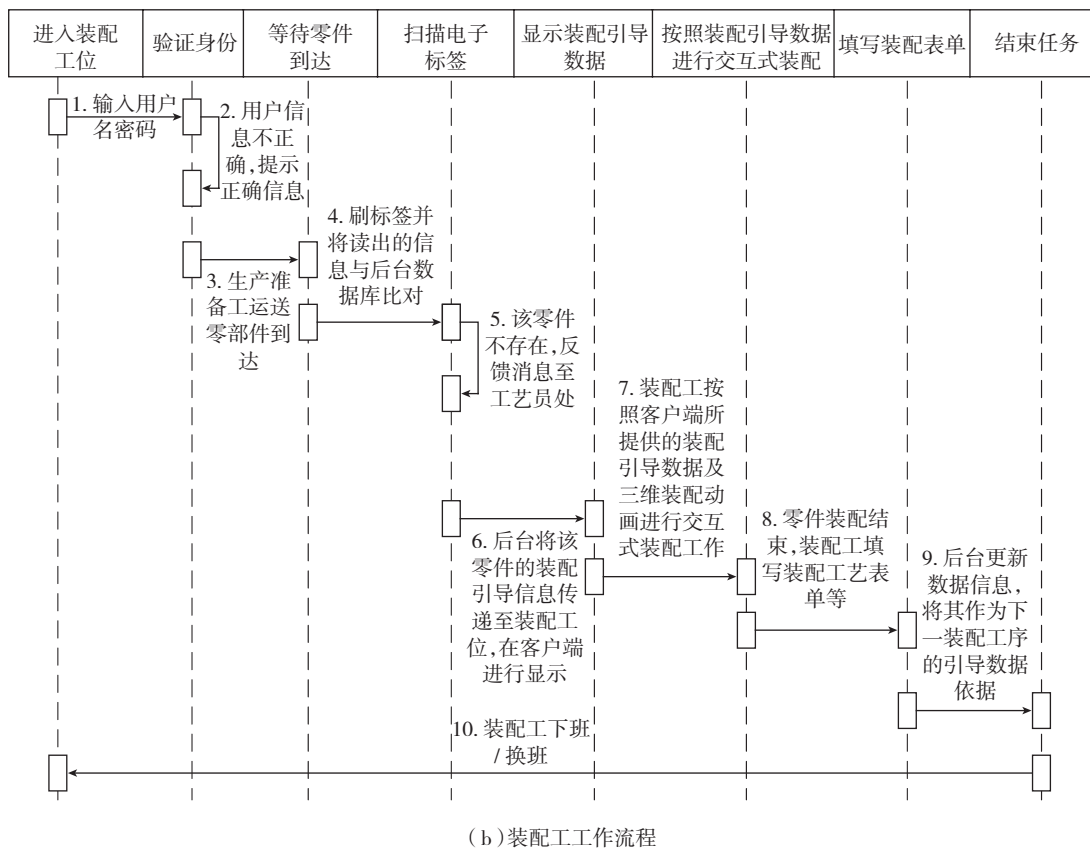 进入装配
工位
验证身份
等待零件
到达
扫描电子
标签
显示装配引导
数据
按照装配引导数据
进行交互式装配
填写装配表单
结束任务
1. 输入用户
名密码
2. 用户信
息不正
确,提示
正确信息
3. 生产准
备工运送
零部件到
达
4. 刷标签并
将读出的信
息与后台数
据库比对
5. 该零件
不存在,反
馈消息至
工艺员处
6. 后台将该
零件的装配
引导信息传
递至装配工
位,在客户端
进行显示
7. 装配工按
照客户端所
提供的装配
引导数据及
三维装配动
画进行交互
式装配工作
8. 零件装配结
束,装配工填
写装配工艺表
单等
9. 后台更新
数据信息,
将其作为下
一装配工序
的引导数据
依据
10. 装配工下班
/ 换班
(b)装配工工作流程